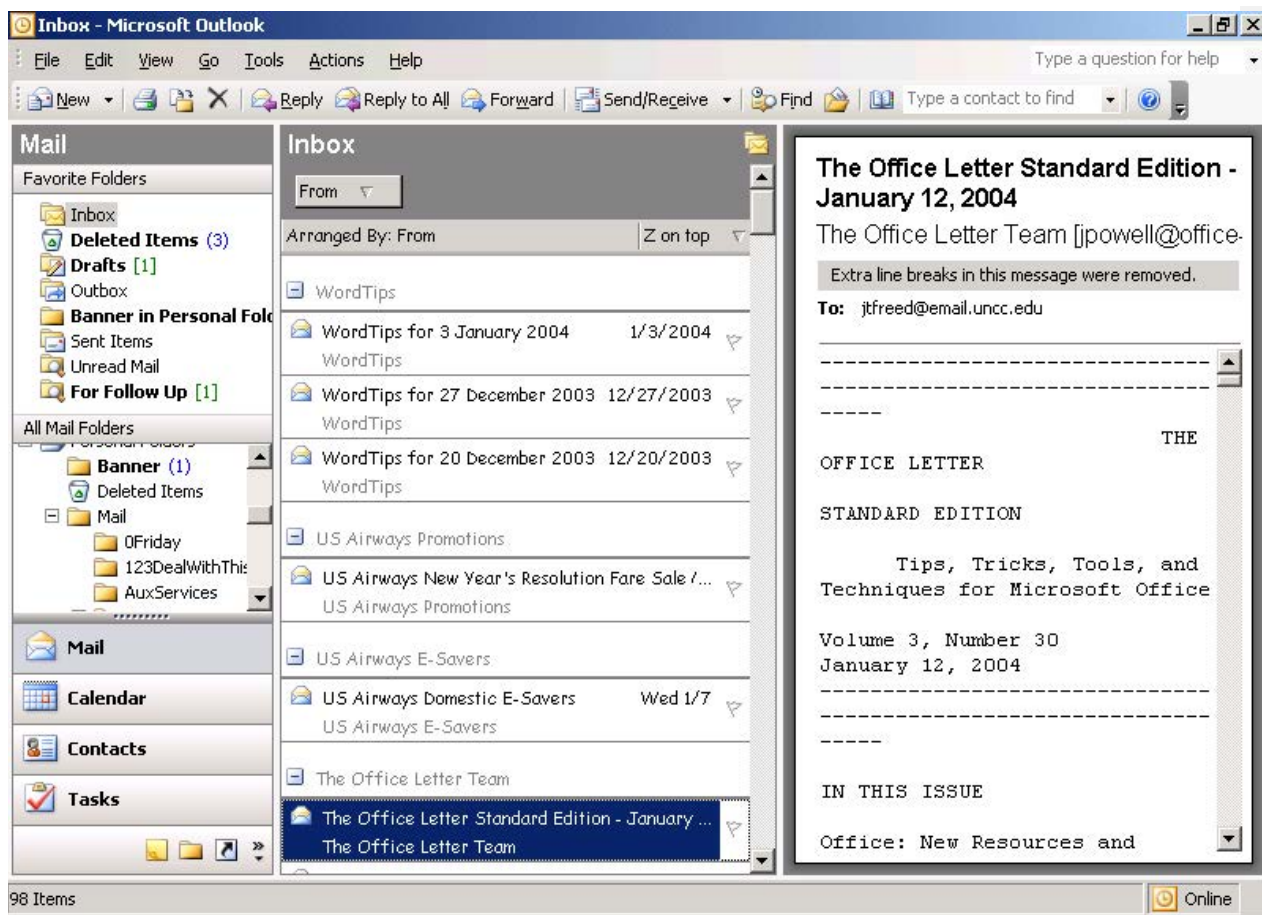 Inbox - Microsoft Outlook
File Edit View Go Tools Actions Help Type a question for help
New Reply Reply to All Forward Send/Receive Find Type a contact to find
Mail
Favorite Folders
Inbox
Deleted Items (3)
Drafts [1]
Outbox
Banner in Personal Fold
Sent Items
Unread Mail
For Follow Up [1]
All Mail Folders
Personal Folders
Banner (1)
Deleted Items
Mail
0Friday
123DealWithThis
AuxServices
Mail
Calendar
Contacts
Tasks
Inbox
From
Arranged By: From Z on top
WordTips
WordTips for 3 January 2004 1/3/2004
WordTips
WordTips for 27 December 2003 12/27/2003
WordTips
WordTips for 20 December 2003 12/20/2003
WordTips
US Airways Promotions
US Airways New Year's Resolution Fare Sale /...
US Airways Promotions
US Airways E-Savers
US Airways Domestic E-Savers Wed 1/7
US Airways E-Savers
The Office Letter Team
The Office Letter Standard Edition - January ...
The Office Letter Team
The Office Letter Standard Edition -
January 12, 2004
The Office Letter Team [jpowell@office-
Extra line breaks in this message were removed.
To: jtfreed@email.uncc.edu
-------------------------------
-------------------------------
-----
THE
OFFICE LETTER
STANDARD EDITION
Tips, Tricks, Tools, and
Techniques for Microsoft Office
Volume 3, Number 30
January 12, 2004
-------------------------------
-------------------------------
-----
IN THIS ISSUE
Office: New Resources and
98 Items Online